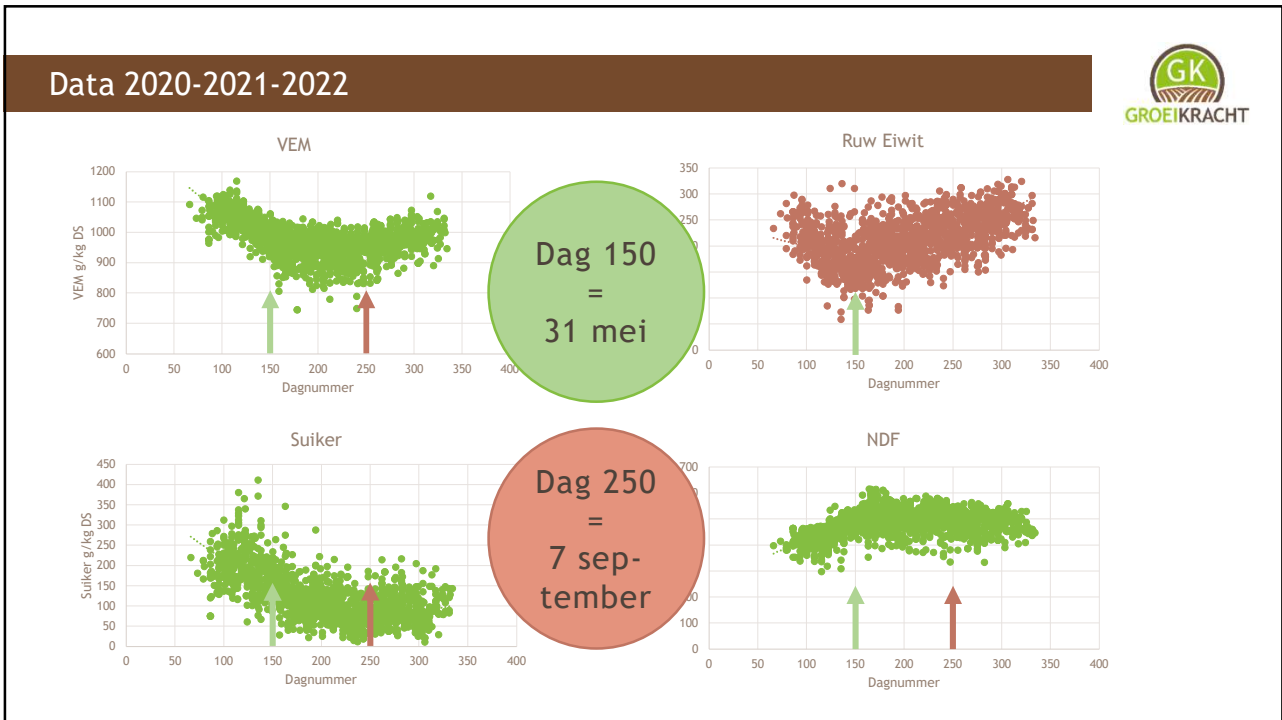 Data 2020-2021-2022
GK
GROEIKRACHT
VEM
1200
1100
1000
900
800
700
600
VEM g/kg DS
0 50 100 150 200 250 300 350 400
Dagnummer
Ruw Eiwit
350
300
250
0
0 50 100 150 200 250 300 350 400
Dagnummer
Dag 150
=
31 mei
Suiker
450
400
350
300
250
200
150
100
50
0
Suiker g/kg DS
0 50 100 150 200 250 300 350 400
Dagnummer
Dag 250
=
7 sep-
tember
NDF
700
100
0
0 50 100 150 200 250 300 350 400
Dagnummer